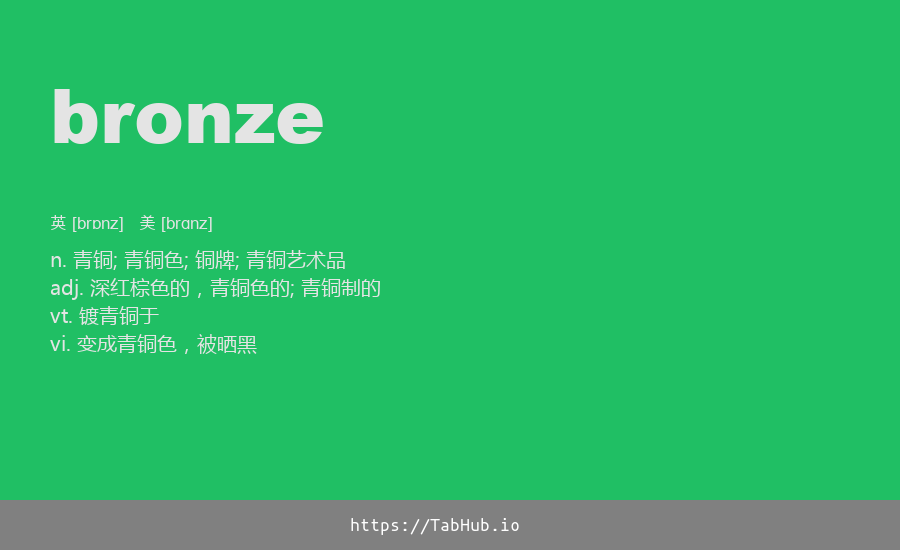 bronze
英 [brɒnz] 美 [brɑnz]
n. 青铜; 青铜色; 铜牌; 青铜艺术品
adj. 深红棕色的，青铜色的; 青铜制的
vt. 镀青铜于
vi. 变成青铜色，被晒黑
https://TabHub.io